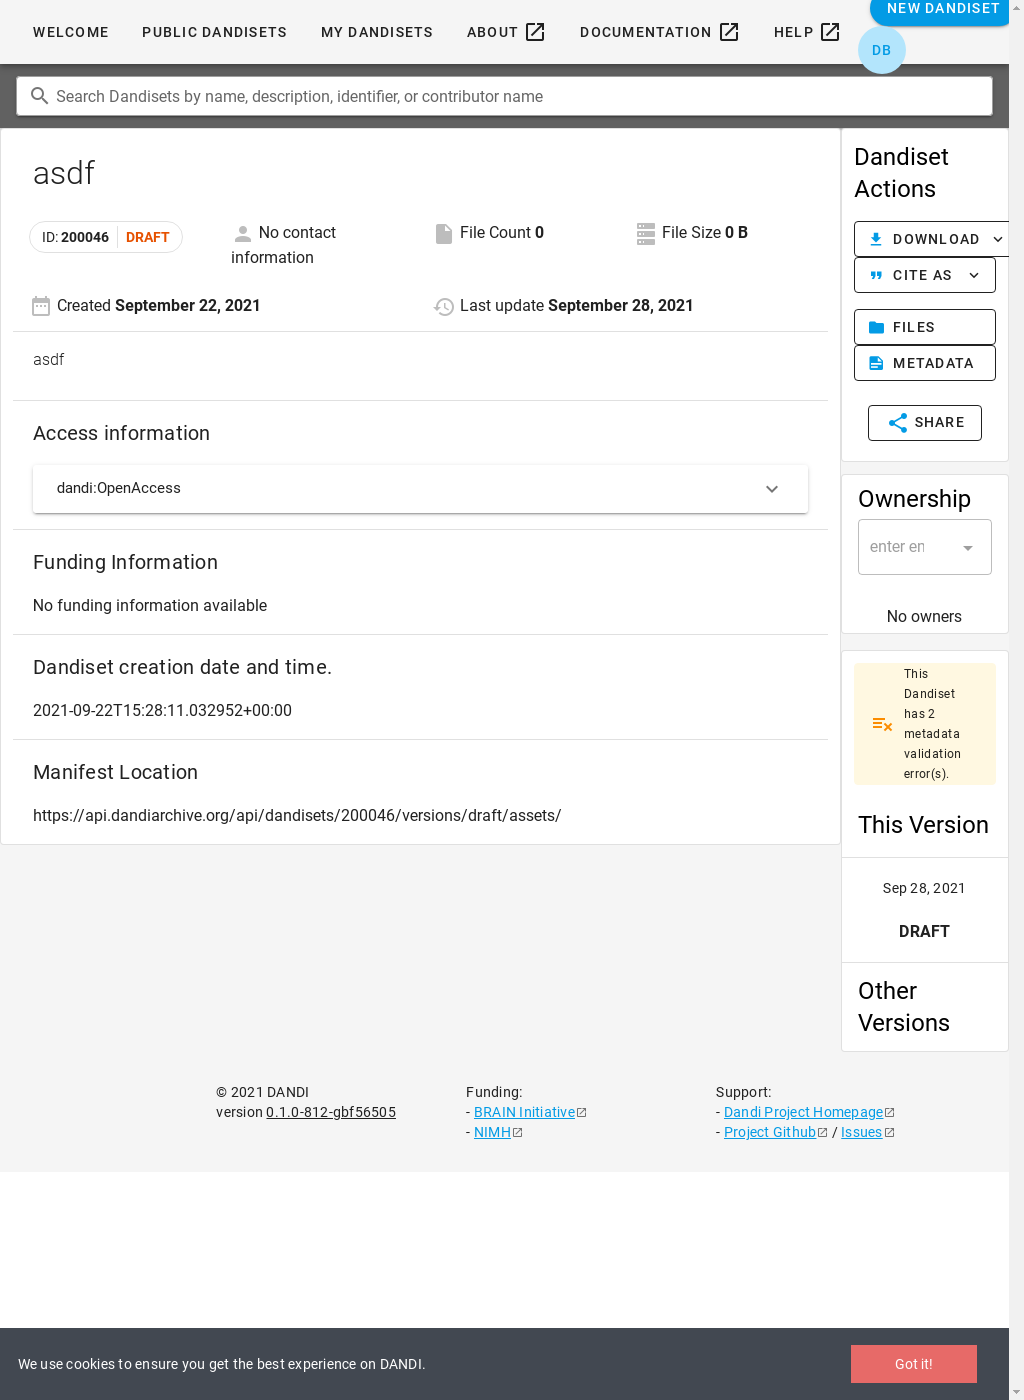 WELCOME PUBLIC DANDISETS MY DANDISETS ABOUT DOCUMENTATION HELP NEW DANDISET
DB
Search Dandisets by name, description, identifier, or contributor name
asdf
ID: 200046 DRAFT
No contact information
File Count 0
File Size 0 B
Created September 22, 2021
Last update September 28, 2021
asdf
Access information
dandi:OpenAccess
Funding Information
No funding information available
Dandiset creation date and time.
2021-09-22T15:28:11.032952+00:00
Manifest Location
https://api.dandiarchive.org/api/dandisets/200046/versions/draft/assets/
Dandiset
Actions
DOWNLOAD
CITE AS
FILES
METADATA
SHARE
Ownership
enter en
No owners
This
Dandiset
has 2
metadata
validation
error(s).
This Version
Sep 28, 2021
DRAFT
Other
Versions
© 2021 DANDI
version 0.1.0-812-gbf56505
Funding:
- BRAIN Initiative
- NIMH
Support:
- Dandi Project Homepage
- Project Github / Issues
We use cookies to ensure you get the best experience on DANDI.
Got it!